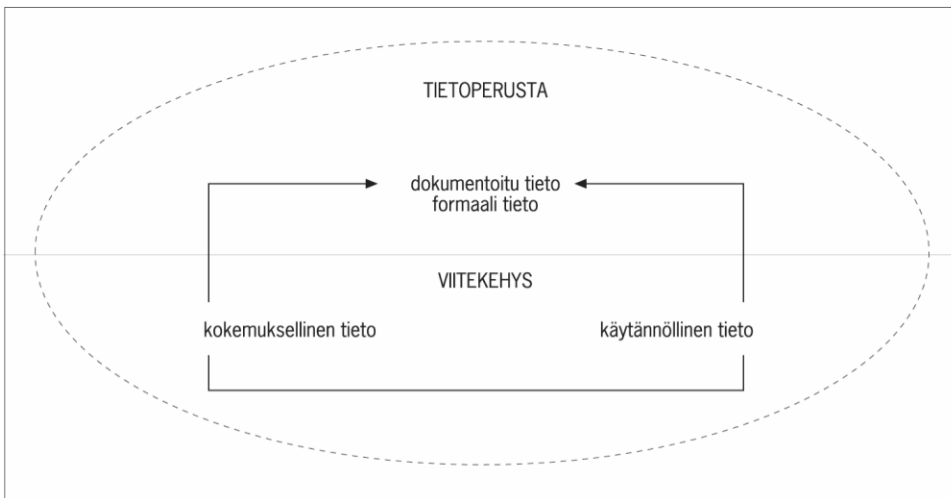 TIETOPERUSTA
dokumentoitu tieto
formaali tieto
VIITEKEHYS
kokemuksellinen tieto
käytännöllinen tieto